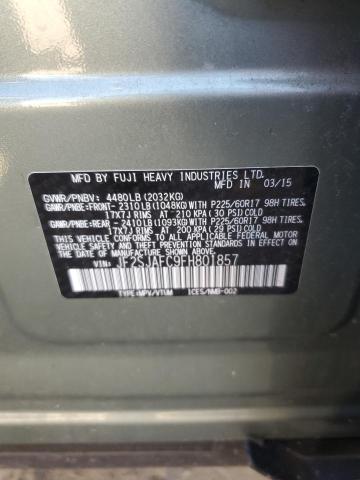 MFD BY FUJI HEAVY INDUSTRIES LTD.
MADE IN 03/15
GVWR/PNBV: 4480LB(2032KG)
GAWR/PNBE: FRONT- 2310LB(1048KG) WITH P225/60R17 98H TIRES,
17X7J RIMS AT 210 KPA (30 PSI) COLD
GAWR/PNBE: REAR - 2410LB(1093KG) WITH P225/60R17 98H TIRES,
17X7J RIMS AT 200 KPA (29 PSI) COLD
THIS VEHICLE CONFORMS TO ALL APPLICABLE FEDERAL MOTOR
VEHICLE SAFETY AND THEFT PREVENTION STANDARDS IN EFFECT
ON THE DATE OF MANUFACTURE SHOWN ABOVE.
VIN: JF2SJAFC9FH801857
TYPE:MPV/VTUM ICES/NMB-002